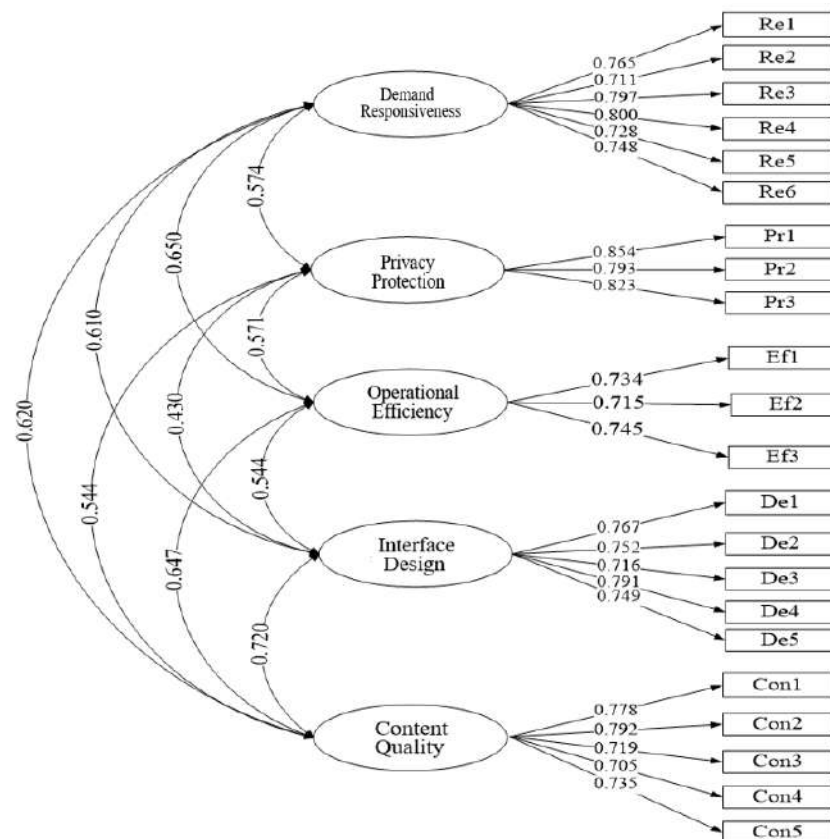 Re1
0.765
Re2
0.711
Re3
0.797
Demand
Responsiveness
0.800
Re4
0.728
Re5
0.748
Re6
0.574
Pr1
0.854
Privacy
Protection
0.793
Pr2
0.823
Pr3
0.650
0.610
0.571
Ef1
0.734
Operational
Efficiency
0.715
Ef2
0.745
Ef3
0.620
0.430
0.544
0.544
De1
0.767
0.752
De2
Interface
Design
0.716
De3
0.791
De4
0.749
De5
0.647
0.720
Con1
0.778
Content
Quality
0.792
Con2
0.719
Con3
0.705
Con4
0.735
Con5